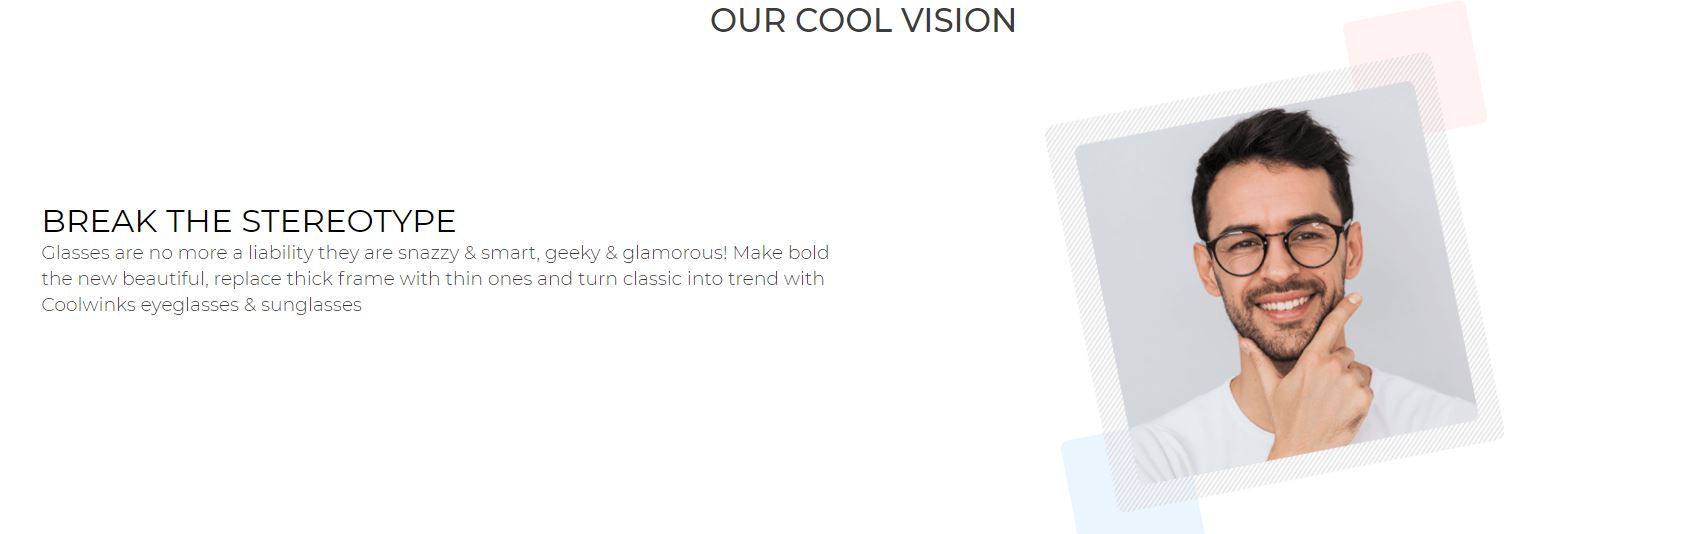 OUR COOL VISION
BREAK THE STEREOTYPE
Glasses are no more a liability they are snazzy & smart, geeky & glamorous! Make bold
the new beautiful, replace thick frame with thin ones and turn classic into trend with
Coolwinks eyeglasses & sunglasses